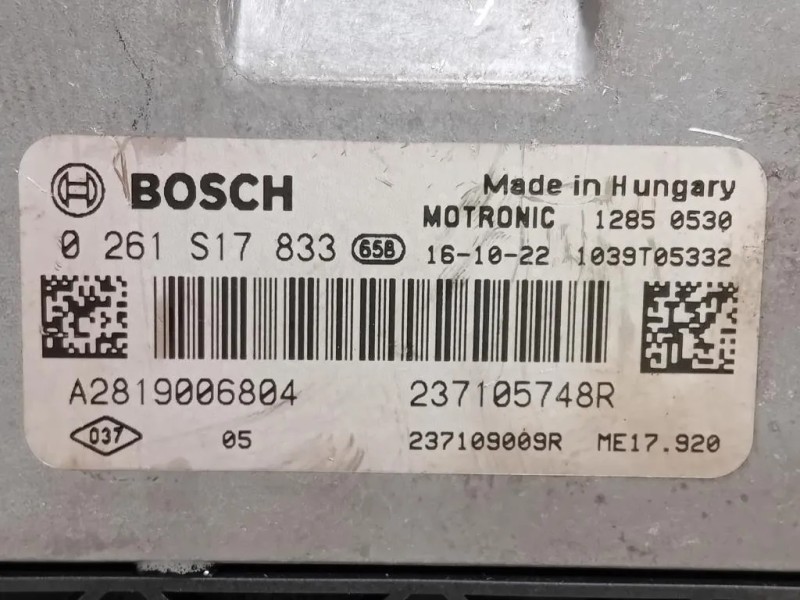 BOSCH Made in Hungary
MOTRONIC 1285 0530
0 261 S17 833 658 16-10-22 1039T05332
A2819006804 237105748R
037 05 237109009R ME17.920